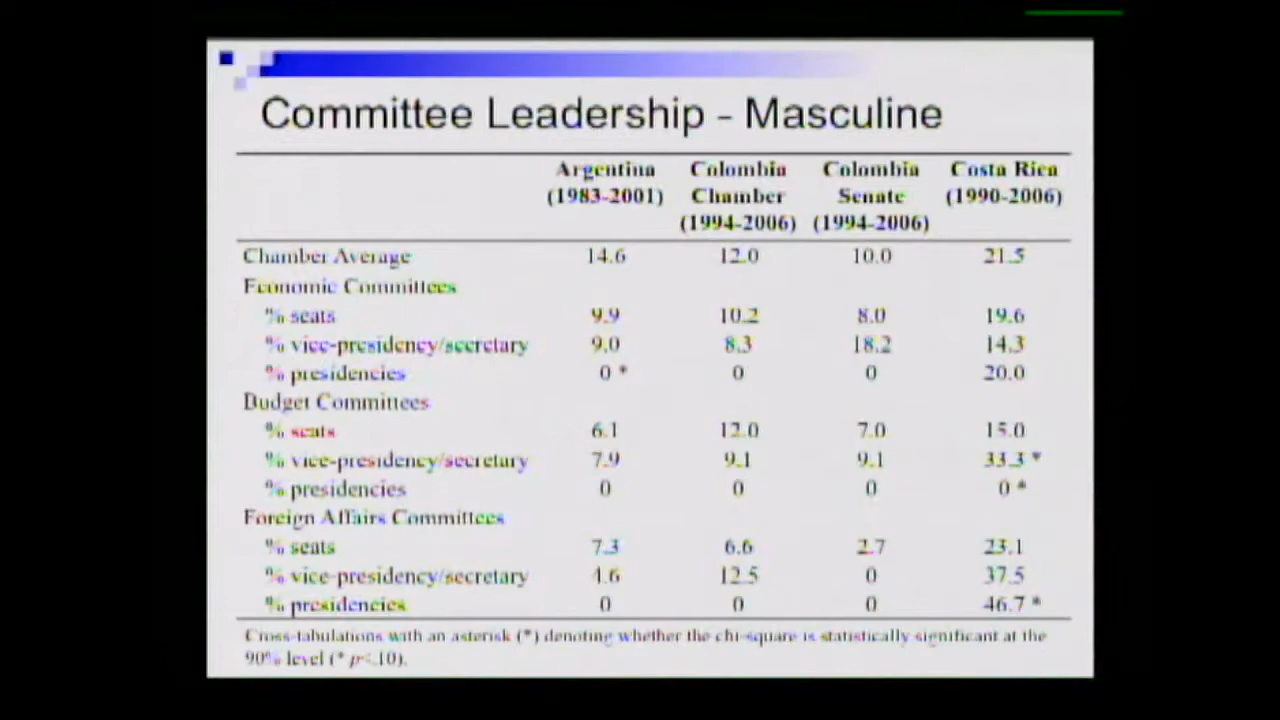 Committee Leadership - Masculine
Argentina Colombia Colombia Costa Rica
(1983-2001) Chamber Senate (1990-2006)
(1994-2006) (1994-2006)
Chamber Average 14.6 12.0 10.0 21.5
Economic Committees
% seats 9.9 10.2 8.0 19.6
% vice-presidency/secretary 9.0 8.3 18.2 14.3
% presidencies 0 * 0 0 20.0
Budget Committees
% seats 6.1 12.0 7.0 15.0
% vice-presidency/secretary 7.9 9.1 9.1 33.3 *
% presidencies 0 0 0 0 *
Foreign Affairs Committees
% seats 7.3 6.6 2.7 23.1
% vice-presidency/secretary 4.6 12.5 0 37.5
% presidencies 0 0 0 46.7 *
Cross-tabulations with an asterisk (*) denoting whether the chi-square is statistically significant at the
90% level (* p<.10).